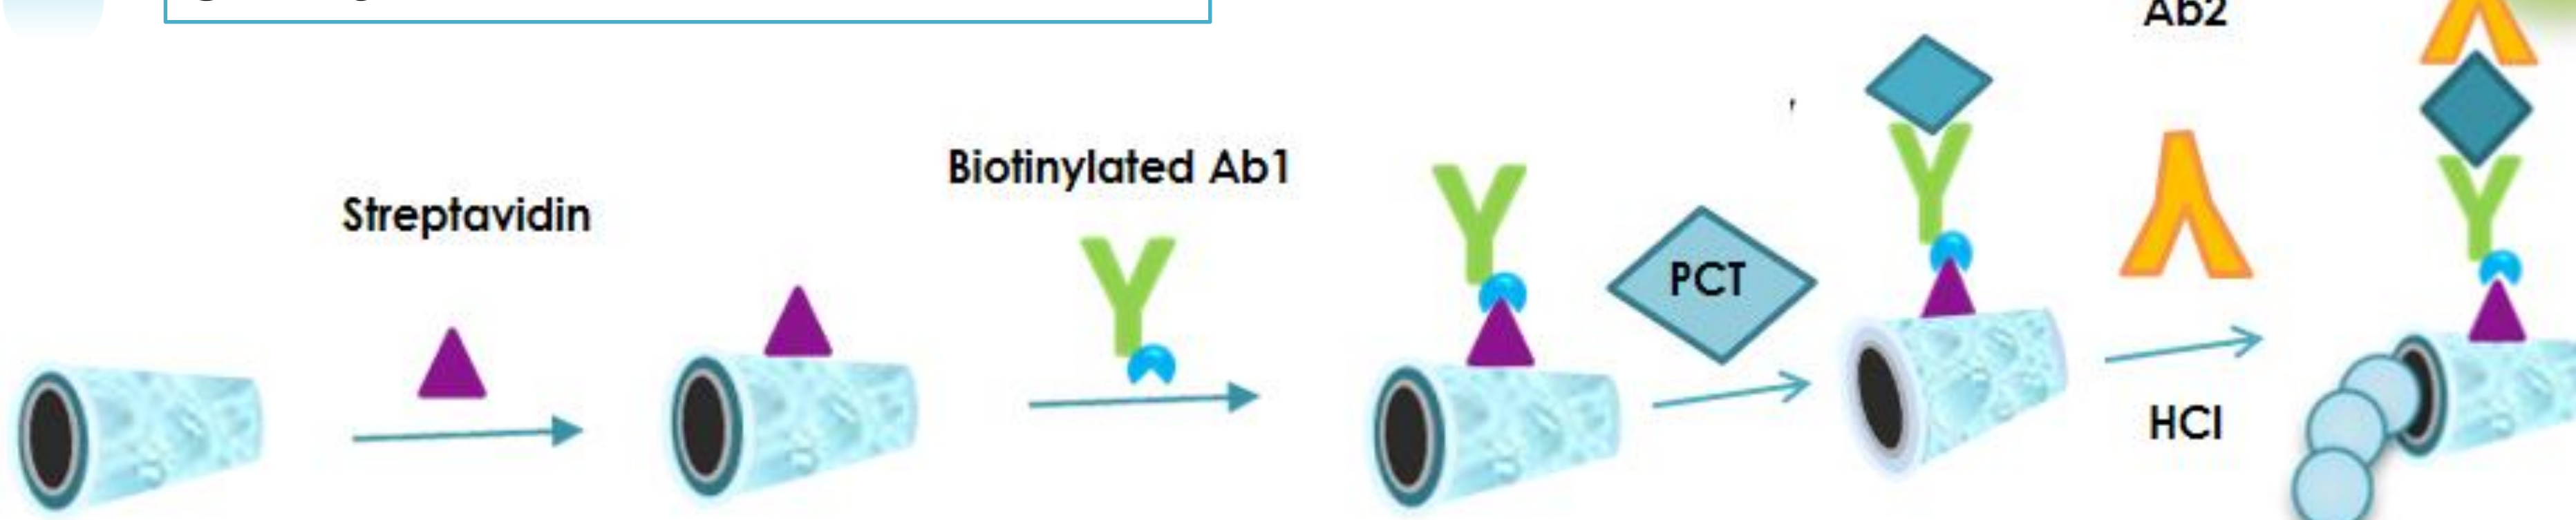 Ab2
Biotinylated Ab1
Streptavidin
PCT
HCl